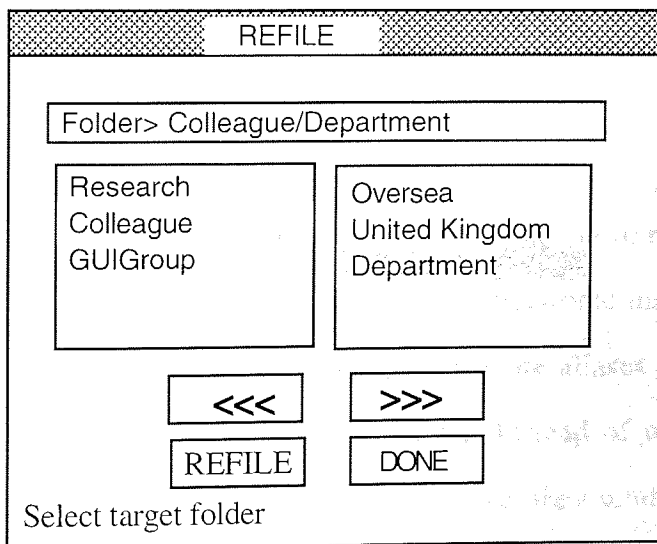 REFILE
Folder> Colleague/Department
Research
Colleague
GUIGroup
Oversea
United Kingdom
Department
<<< >>>
REFILE DONE
Select target folder